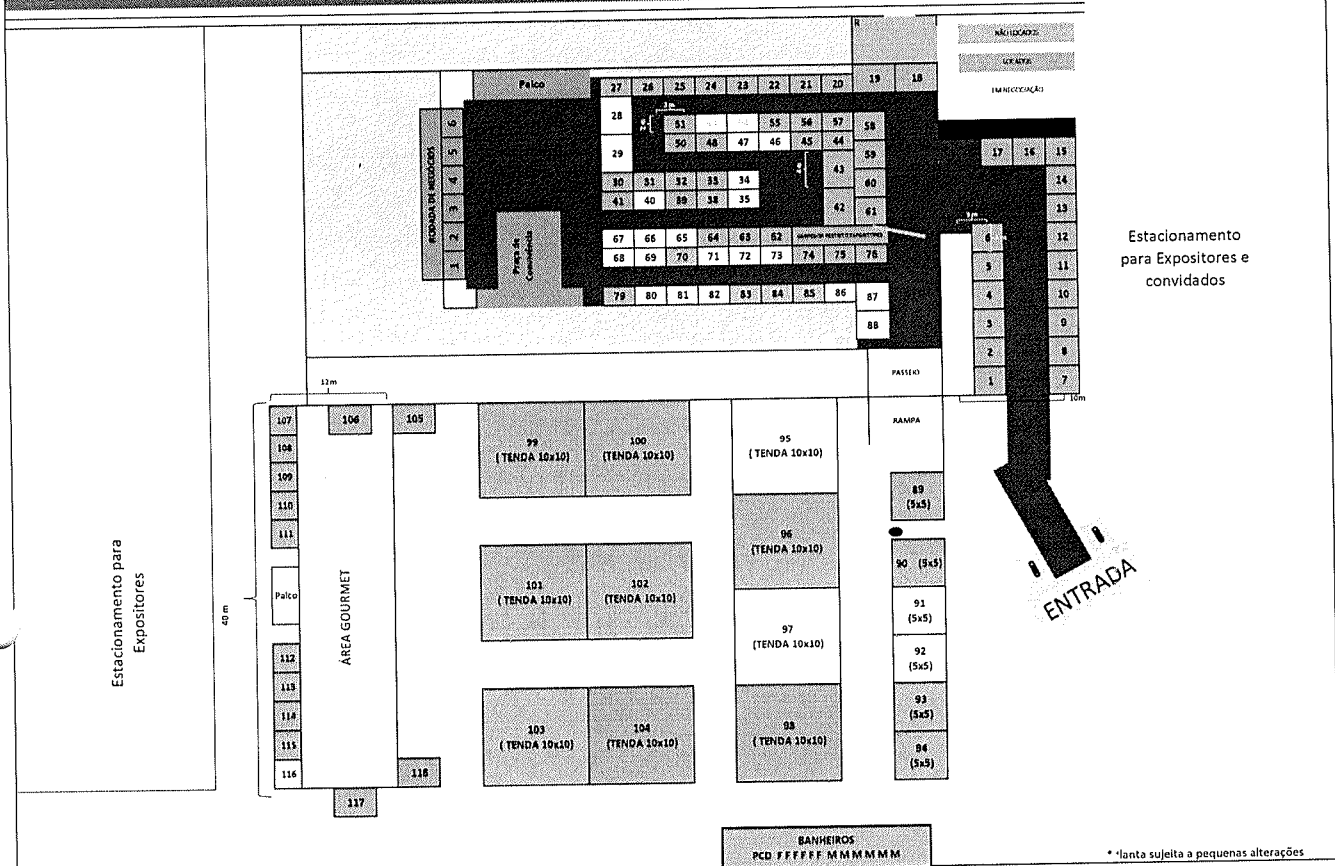 NÃO LOCADOS
LOCADOS
EM NEGOCIAÇÃO
R
Palco
27 26 25 24 23 22 21 20 19 18
28
3 m
51 55 56 57 58
50 48 47 46 45 44
29
43 59
30 31 32 33 34
60
41 40 39 38 35
42 61
RODADA DE NEGÓCIOS
6
5
4
3
2
1
Praça de
Convivência
67 66 65 64 63 62
68 69 70 71 72 73 74 75 76
79 80 81 82 83 84 85 86 87
88
17 16 15
14
13
12
11
10
9
8
7
3m
6
5
4
3
2
1
10m
Estacionamento
para Expositores e
convidados
PASSEIO
RAMPA
12m
40 m
107
108
109
110
111
Palco
112
113
114
115
116
106
105
ÁREA GOURMET
118
117
Estacionamento para
Expositores
99
( TENDA 10x10)
100
(TENDA 10x10)
101
( TENDA 10x10)
102
(TENDA 10x10)
103
( TENDA 10x10)
104
(TENDA 10x10)
95
( TENDA 10x10)
96
(TENDA 10x10)
97
(TENDA 10x10)
98
( TENDA 10x10)
89
(5x5)
90 (5x5)
91
(5x5)
92
(5x5)
93
(5x5)
94
(5x5)
ENTRADA
BANHEIROS
PCD F F F F F F M M M M M M
* lanta sujeita a pequenas alterações